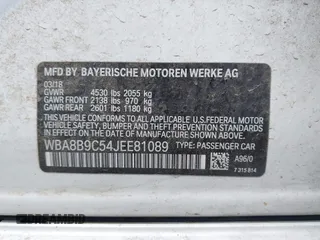 MFD BY BAYERISCHE MOTOREN WERKE AG
03/18
GVWR 4530 lbs 2055 kg
GAWR FRONT 2138 lbs 970 kg
GAWR REAR 2601 lbs 1180 kg
THIS VEHICLE CONFORMS TO ALL APPLICABLE U.S. FEDERAL MOTOR
VEHICLE SAFETY, BUMPER, AND THEFT PREVENTION STANDARDS IN
EFFECT ON THE DATE OF MANUFACTURE SHOWN ABOVE.
WBA8B9C54JEE81089 TYPE: PASSENGER CAR
A96/0
7 315 914
AUTOAUCTION